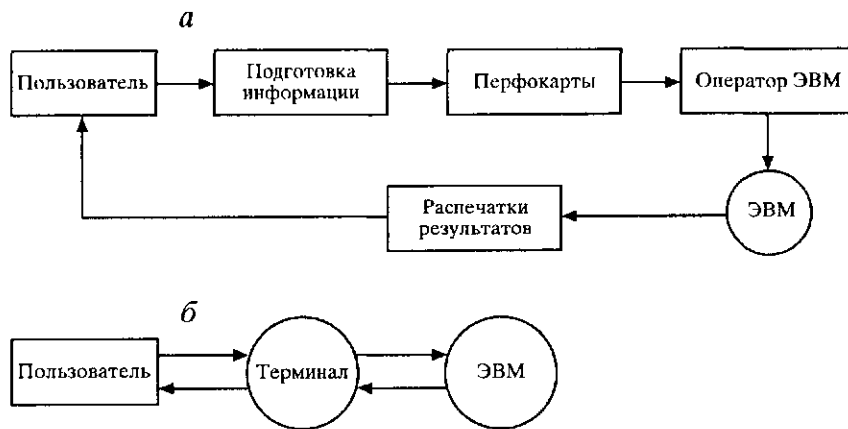 а
Пользователь
Подготовка
информации
Перфокарты
Оператор ЭВМ
ЭВМ
Распечатки
результатов
б
Пользователь
Терминал
ЭВМ